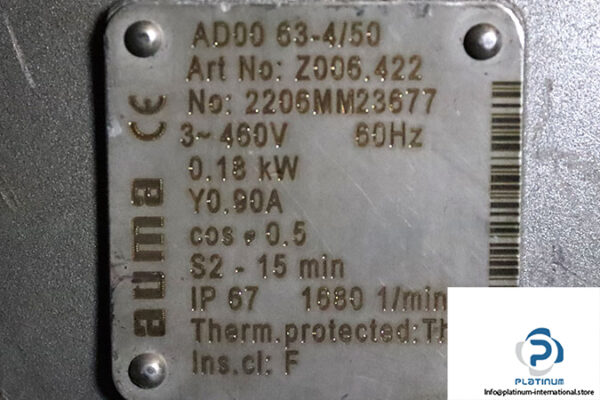 AD00 63-4/50
Art No: Z006.422
No: 2206MM23677
3~ 460V 60Hz
0.18 kW
Y0.90A
cos φ 0.5
S2 - 15 min
IP 67 1680 1/min
Therm.protected:Th
Ins.cl: F
CE
auma
PLATINUM
Info@platinum-international.store